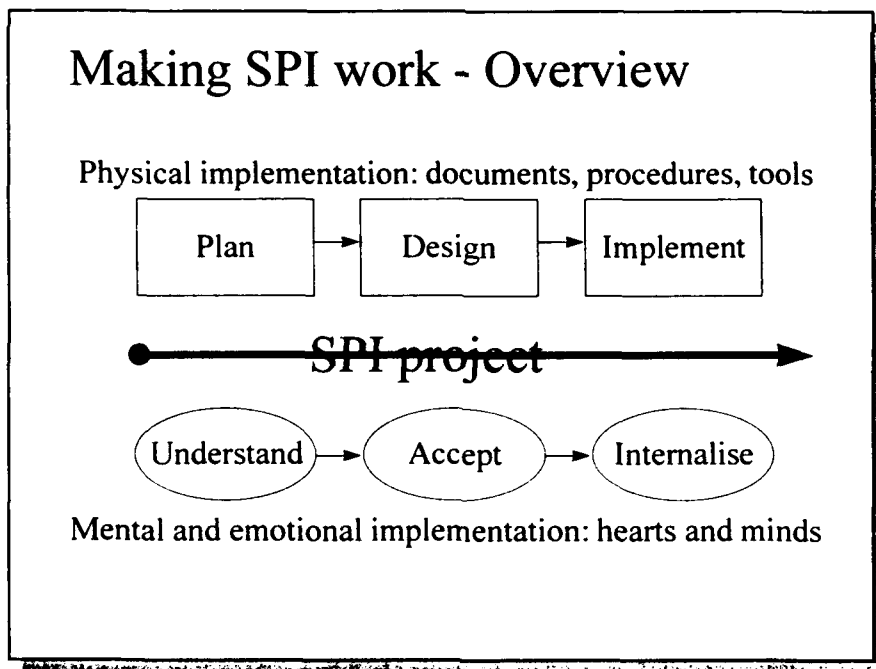 Making SPI work - Overview
Physical implementation: documents, procedures, tools
Plan
Design
Implement
SPI project
Understand
Accept
Internalise
Mental and emotional implementation: hearts and minds